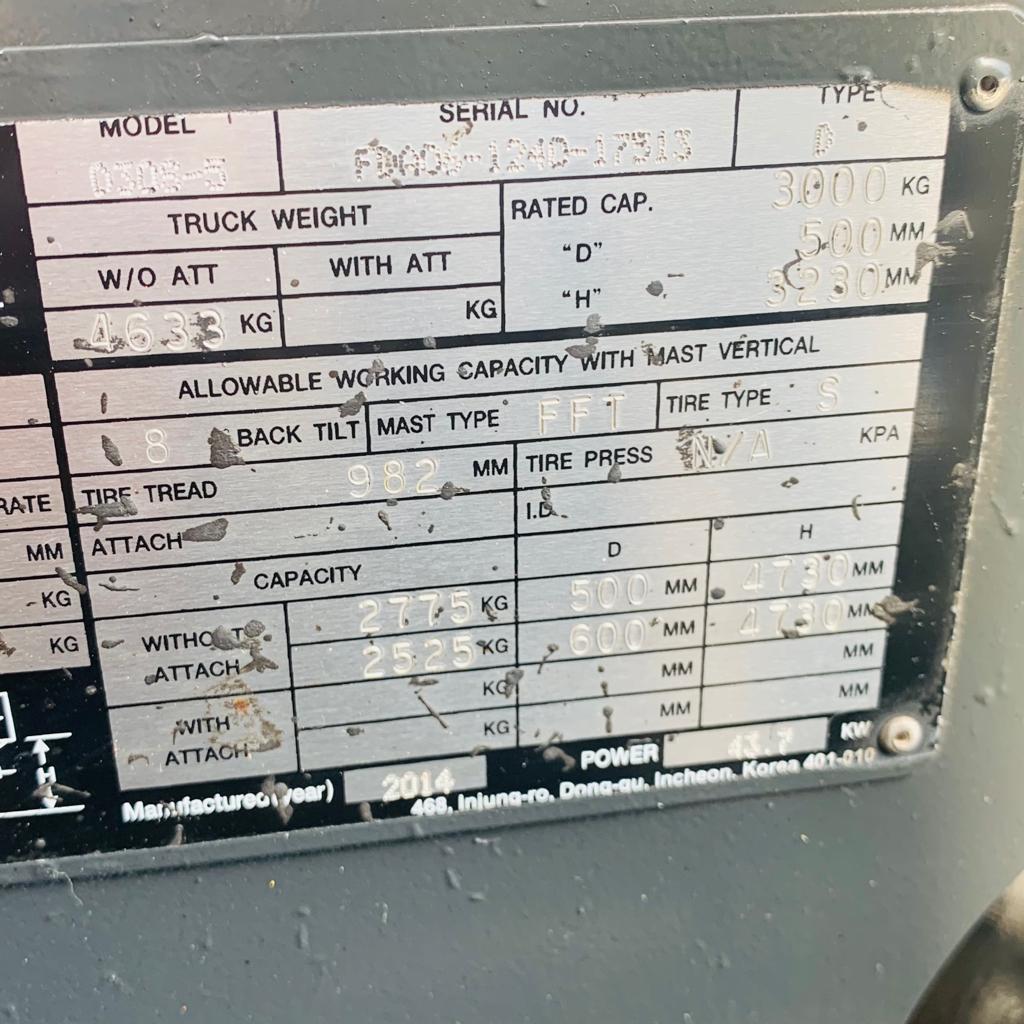 MODEL SERIAL NO. TYPE
D30S-5 FDA08-1240-17513 D
TRUCK WEIGHT RATED CAP. 3000 KG
W/O ATT WITH ATT "D" 500 MM
4633 KG KG "H" 3230 MM
ALLOWABLE WORKING CAPACITY WITH MAST VERTICAL
8 BACK TILT MAST TYPE FFT TIRE TYPE S
RATE TIRE TREAD 982 MM TIRE PRESS N/A KPA
MM ATTACH I.D.
KG CAPACITY D H
KG WITHOUT ATTACH 2775 KG 500 MM 4730 MM
2525 KG 600 MM 4730 MM
WITH ATTACH KG MM MM
KG MM MM
H
Manufactured (year) 2014 POWER 43.7 KW
468, Injung-ro, Dong-gu, Incheon, Korea 401-010